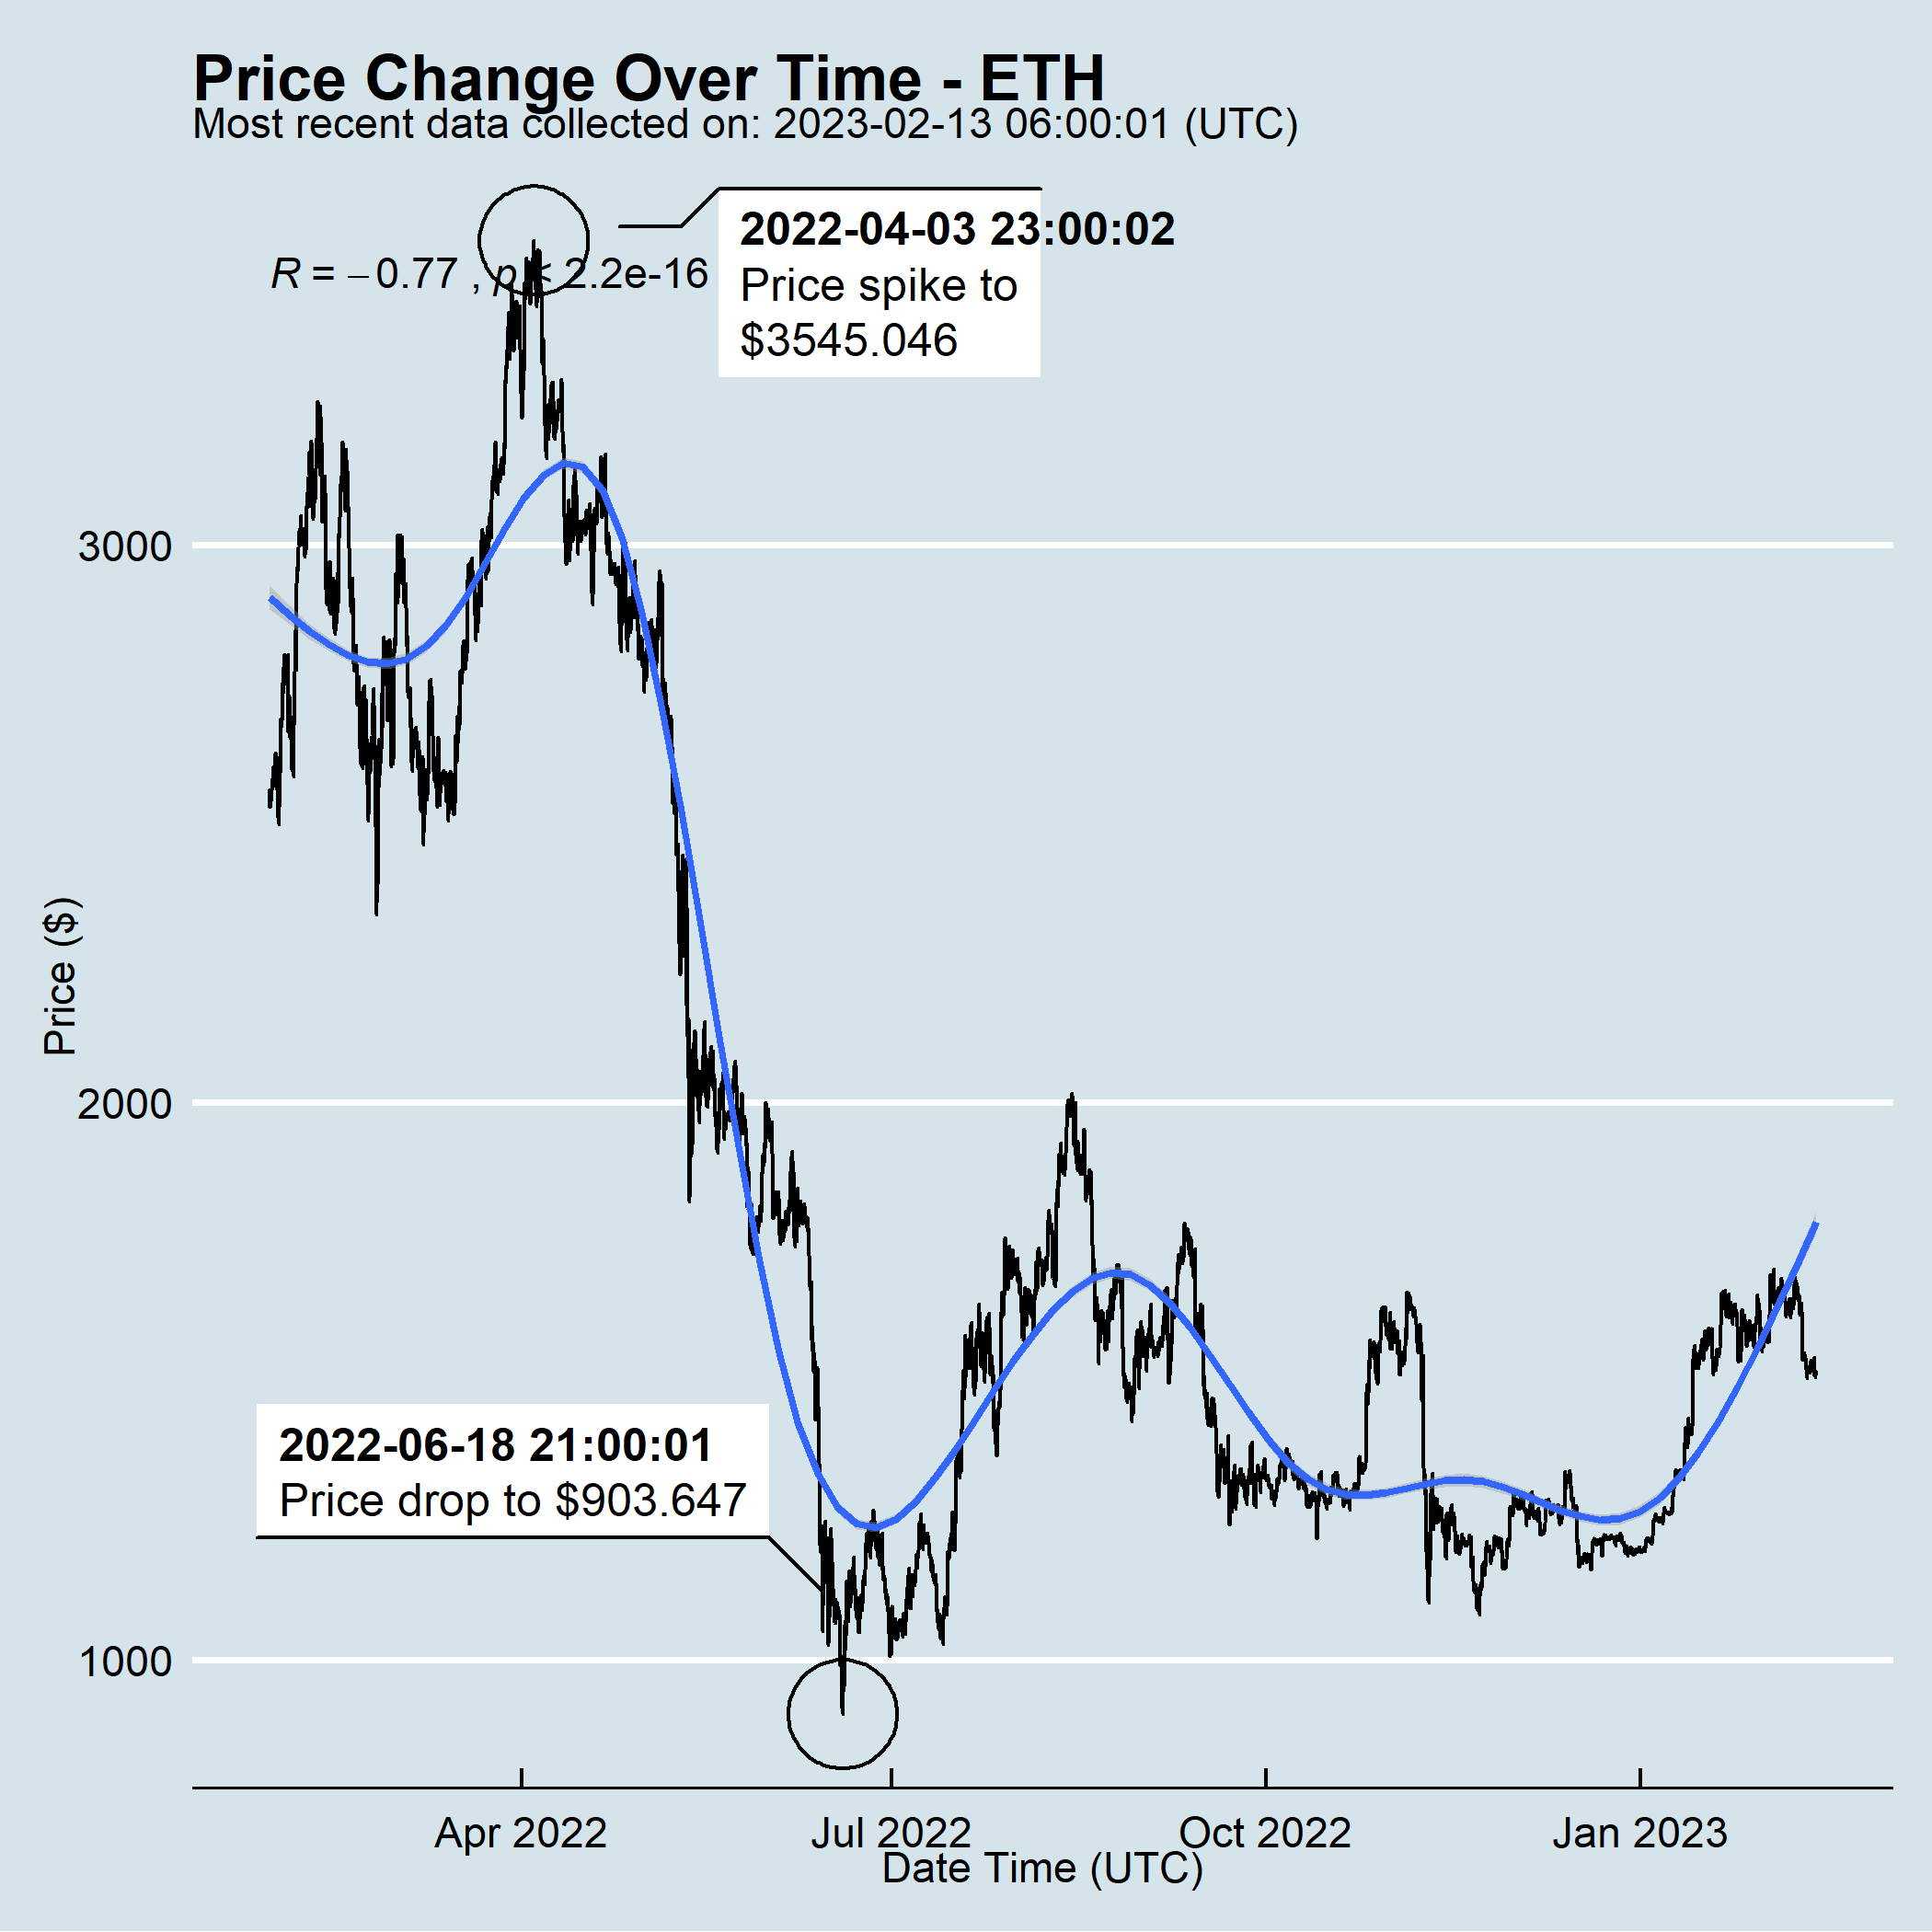 Price Change Over Time - ETH
Most recent data collected on: 2023-02-13 06:00:01 (UTC)
2022-04-03 23:00:02
Price spike to
$3545.046
R = −0.77 , p < 2.2e-16
3000
Price ($)
2000
2022-06-18 21:00:01
Price drop to $903.647
1000
Apr 2022
Jul 2022
Oct 2022
Jan 2023
Date Time (UTC)